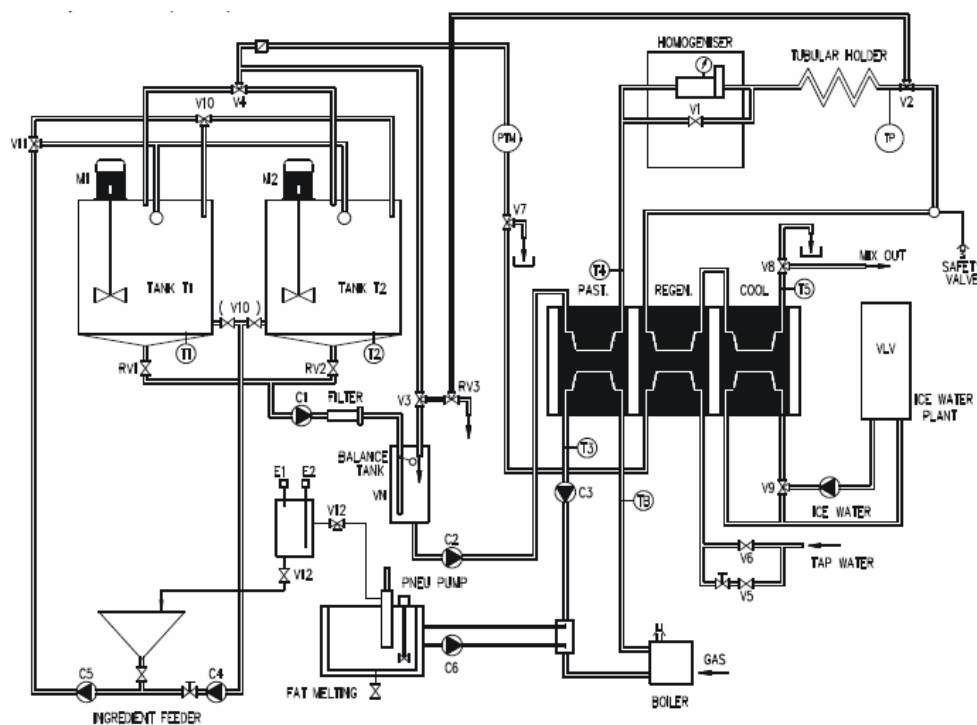 HOMOGENISER
TUBULAR HOLDER
V10
V4
V1
V2
V11
PTM
TP
M1
M2
V7
T4
V8
MIX OUT
SAFETY
VALVE
PAST.
REGEN.
COOL
T5
TANK T1
TANK T2
( V10 )
T1
T2
VLV
RV1
RV2
V3
RV3
ICE WATER
PLANT
C1
FILTER
T3
BALANCE
TANK
C3
TB
V9
ICE WATER
E1
E2
VN
V12
C2
V6
TAP WATER
V12
PNEU PUMP
V5
C6
GAS
C5
C4
FAT MELTING
BOILER
INGREDIENT FEEDER